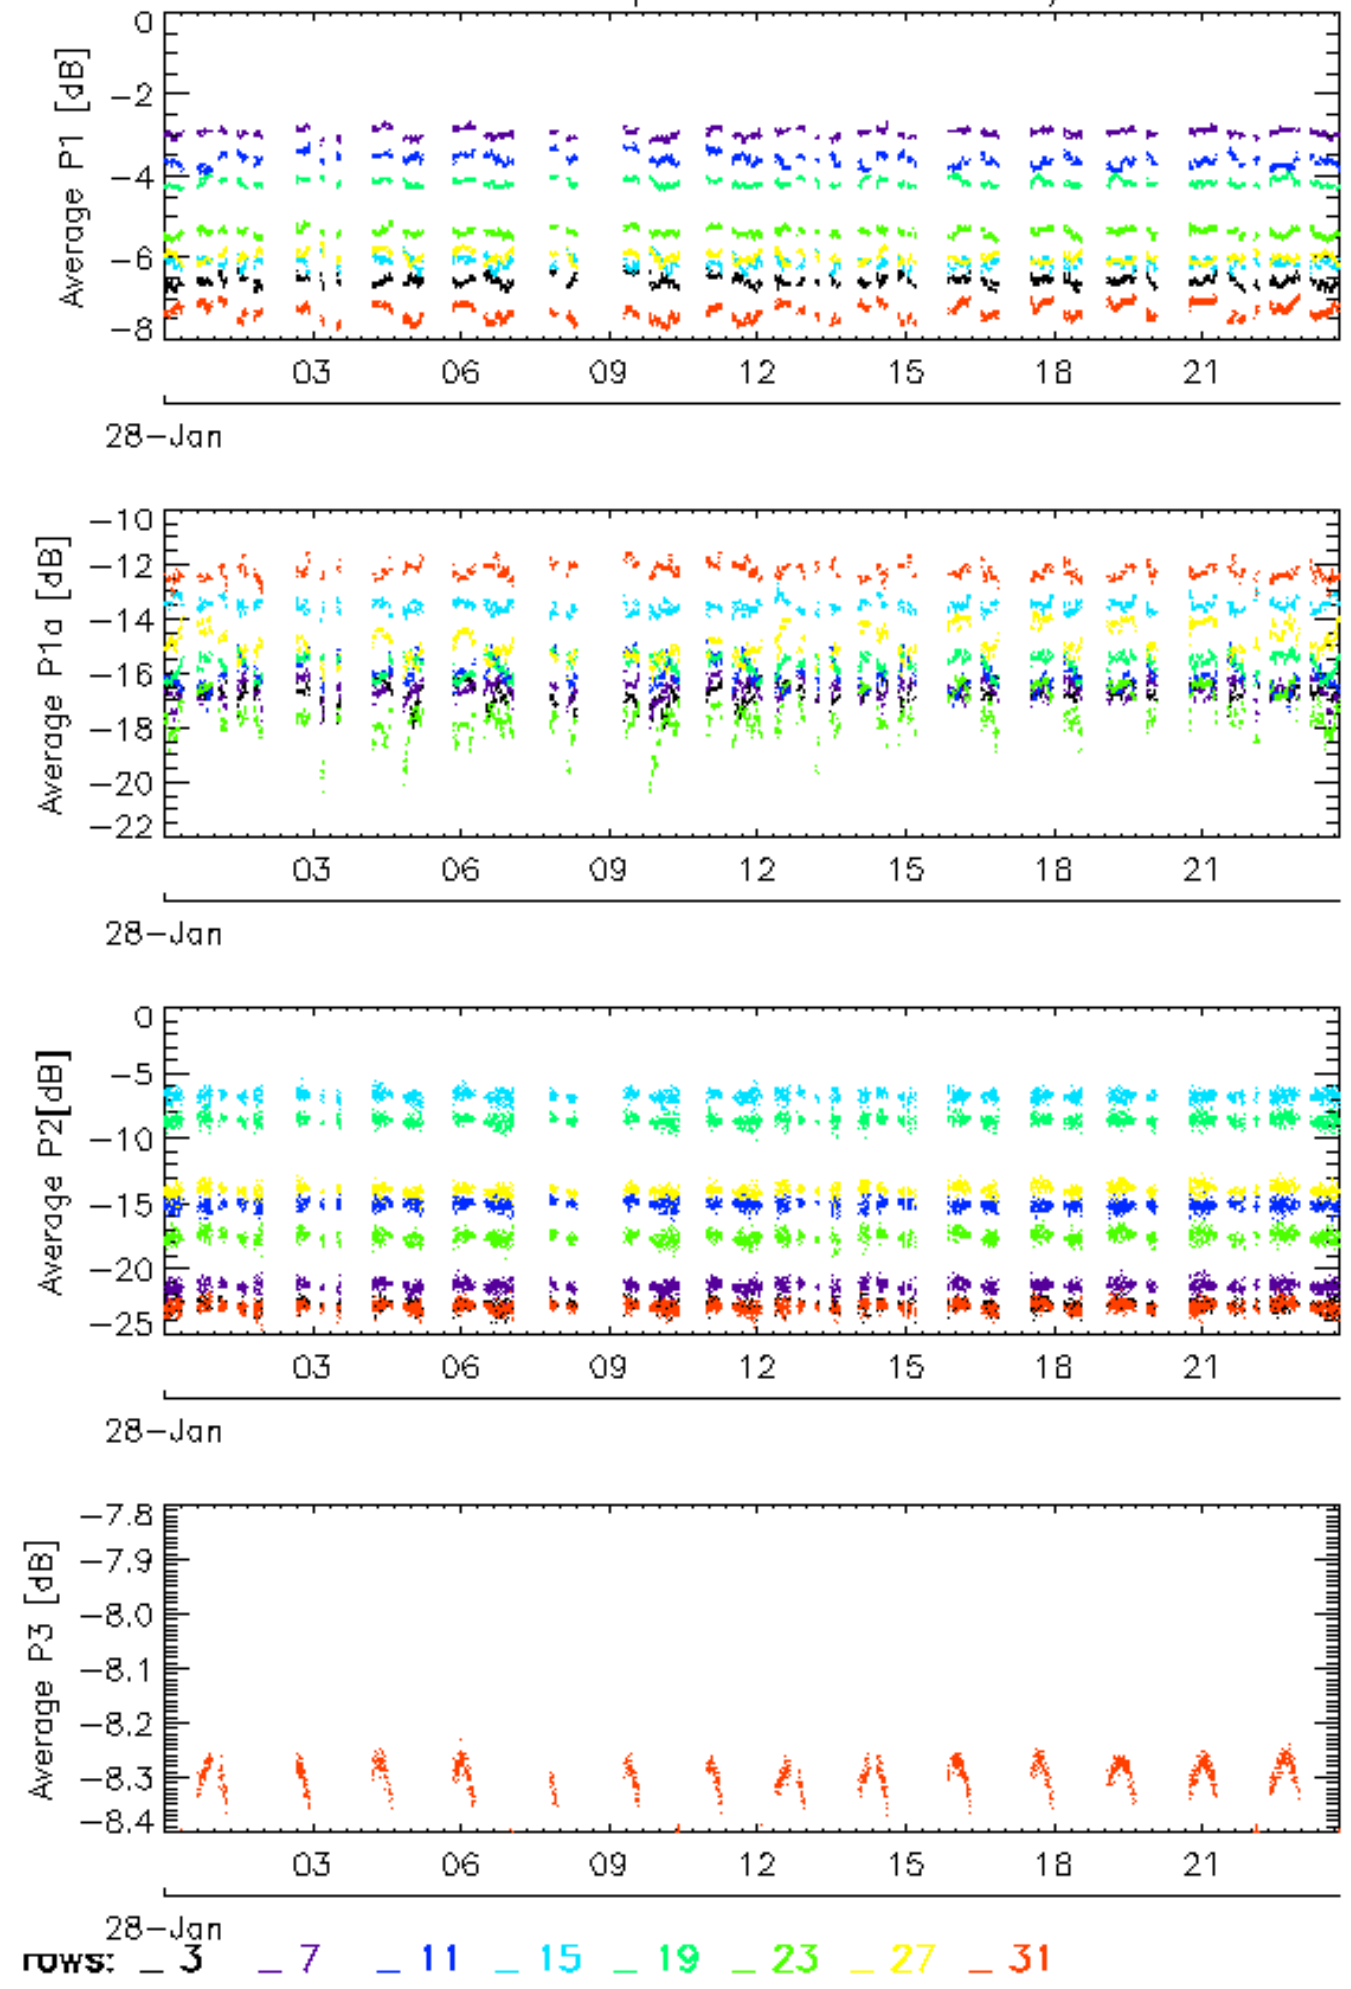 Average P1 [dB]
0
-2
-4
-6
-8
03 06 09 12 15 18 21
28-Jan
Average P1a [dB]
-10
-12
-14
-16
-18
-20
-22
03 06 09 12 15 18 21
28-Jan
Average P2[dB]
0
-5
-10
-15
-20
-25
03 06 09 12 15 18 21
28-Jan
Average P3 [dB]
-7.8
-7.9
-8.0
-8.1
-8.2
-8.3
-8.4
03 06 09 12 15 18 21
28-Jan
rows: _ 3 _ 7 _ 11 _ 15 _ 19 _ 23 _ 27 _ 31